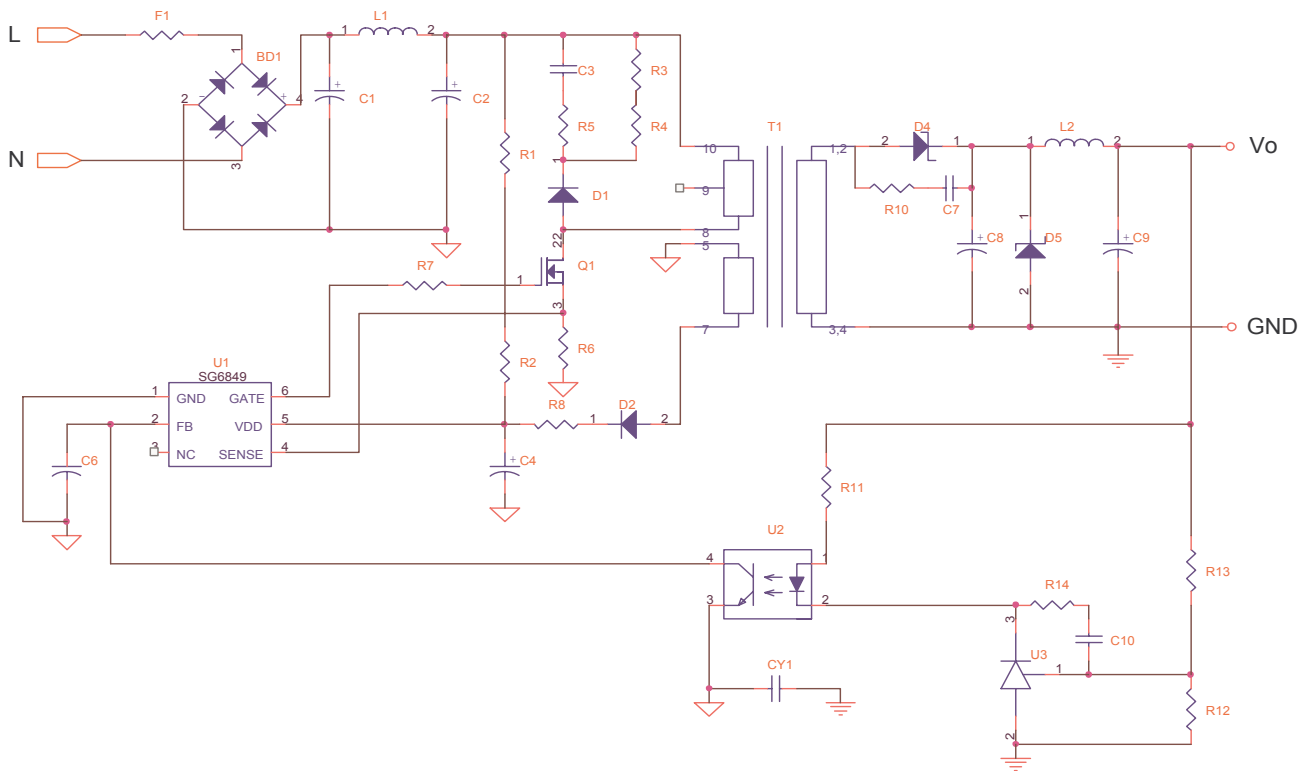 F1
L
L1
1
2
1
BD1
C3
R3
2
−
+
4
+
C1
+
C2
R5
R4
T1
D4
L2
N
3
R1
1
10
1,2
2
1
1
2
Vo
D1
9
R10
C7
22
8
5
1
+
C8
D5
+
C9
R7
Q1
1
2
3
7
3,4
GND
R6
U1
SG6849
R2
1
GND
GATE
6
R8
D2
2
FB
VDD
5
1
2
3
NC
SENSE
4
C6
+
C4
R11
U2
4
1
R13
3
2
R14
3
C10
CY1
U3
1
R12
2